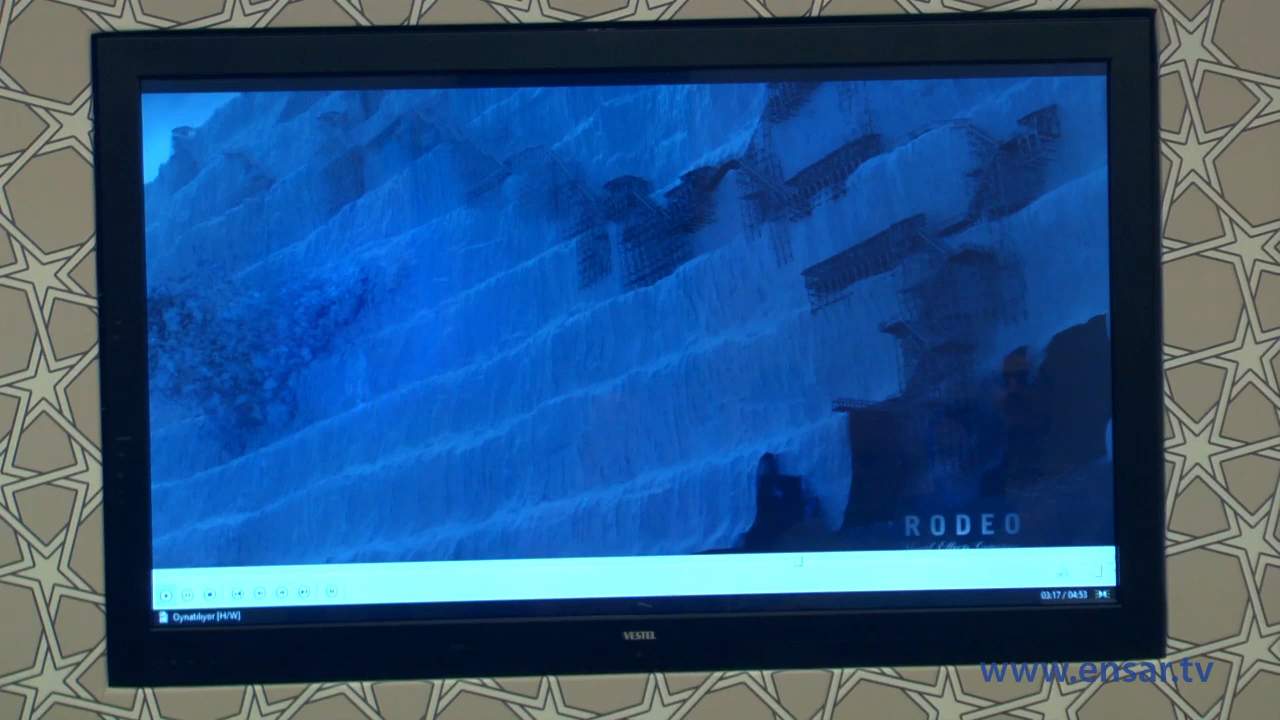 RODEO
03:17 / 04:53
Oynatılıyor [H/W]
VESTEL
www.ensar.tv